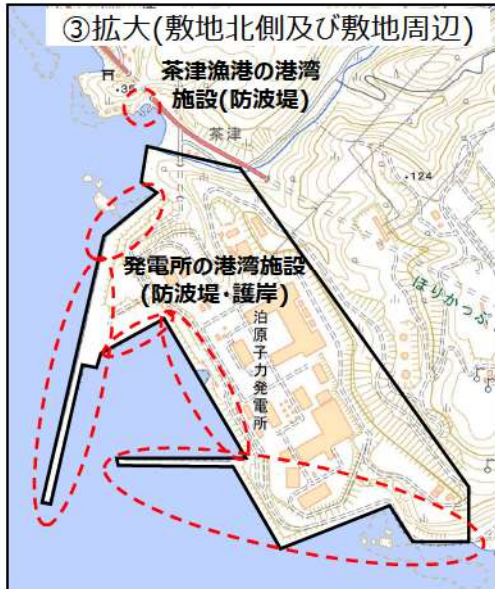 ③拡大(敷地北側及び敷地周辺)
茶津漁港の港湾
施設(防波堤)
・36
茶津
・124
発電所の港湾施設
(防波堤・護岸)
ほりかっぷ
泊原子力発電所